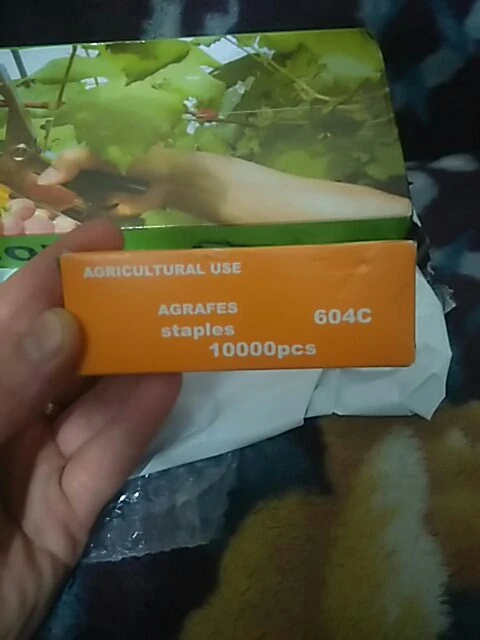 AGRICULTURAL USE
AGRAFES
staples
604C
10000pcs